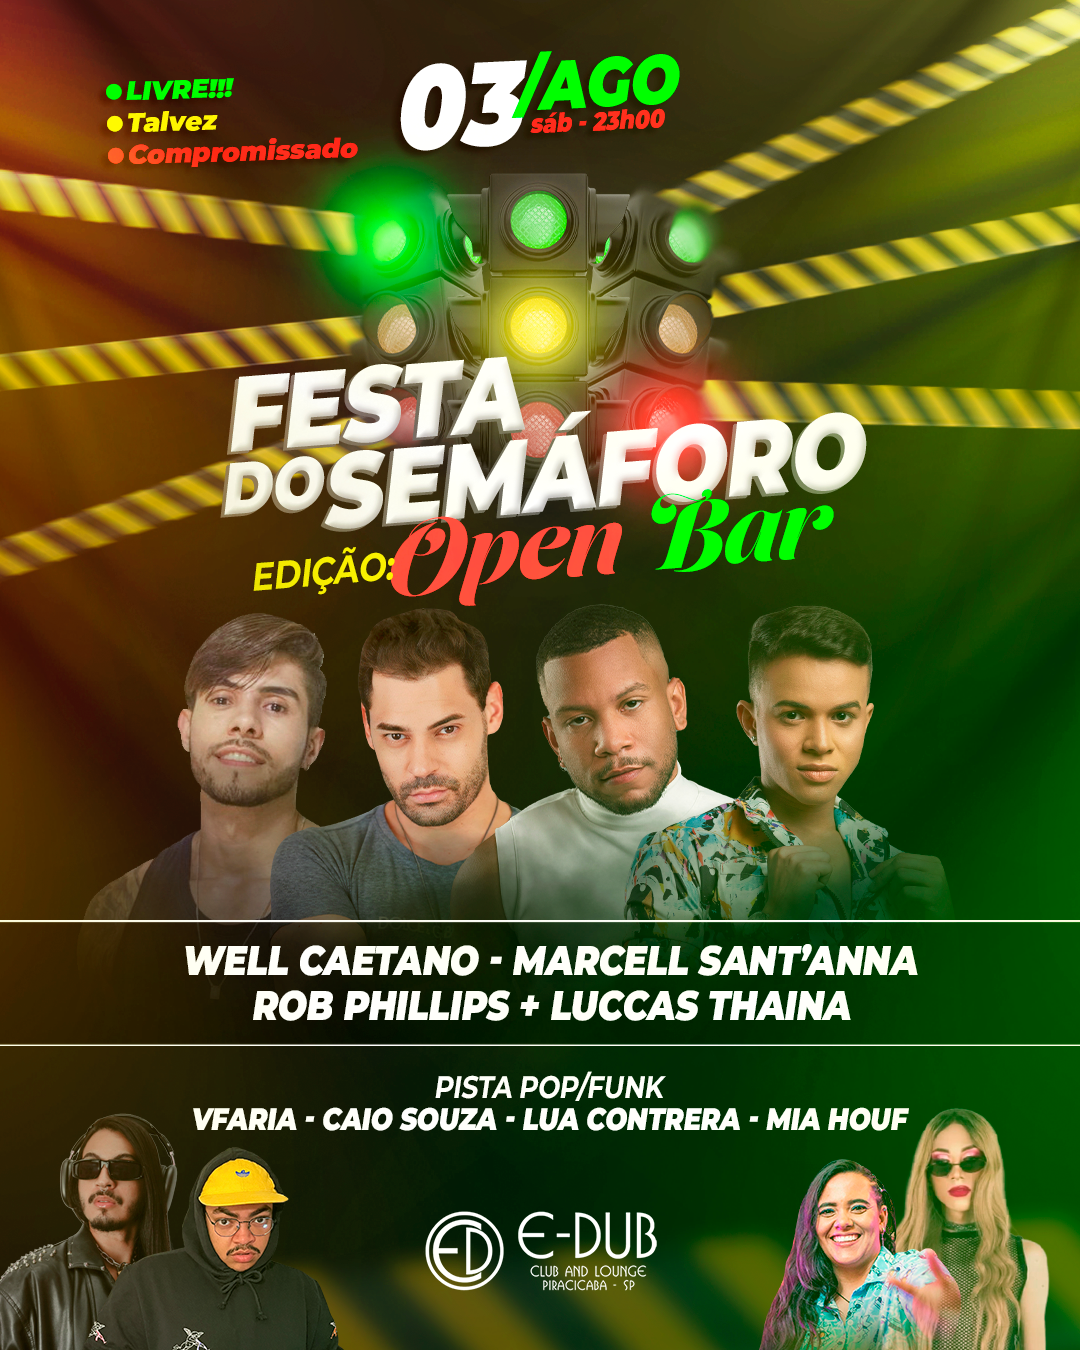 LIVRE!!!
Talvez
Compromissado
03/AGO
sáb - 23h00
FESTA
DO SEMÁFORO
EDIÇÃO: Open Bar
WELL CAETANO - MARCELL SANT'ANNA
ROB PHILLIPS + LUCCAS THAINA
PISTA POP/FUNK
VFARIA - CAIO SOUZA - LUA CONTRERA - MIA HOUF
ED E-DUB
CLUB AND LOUNGE
PIRACICABA - SP